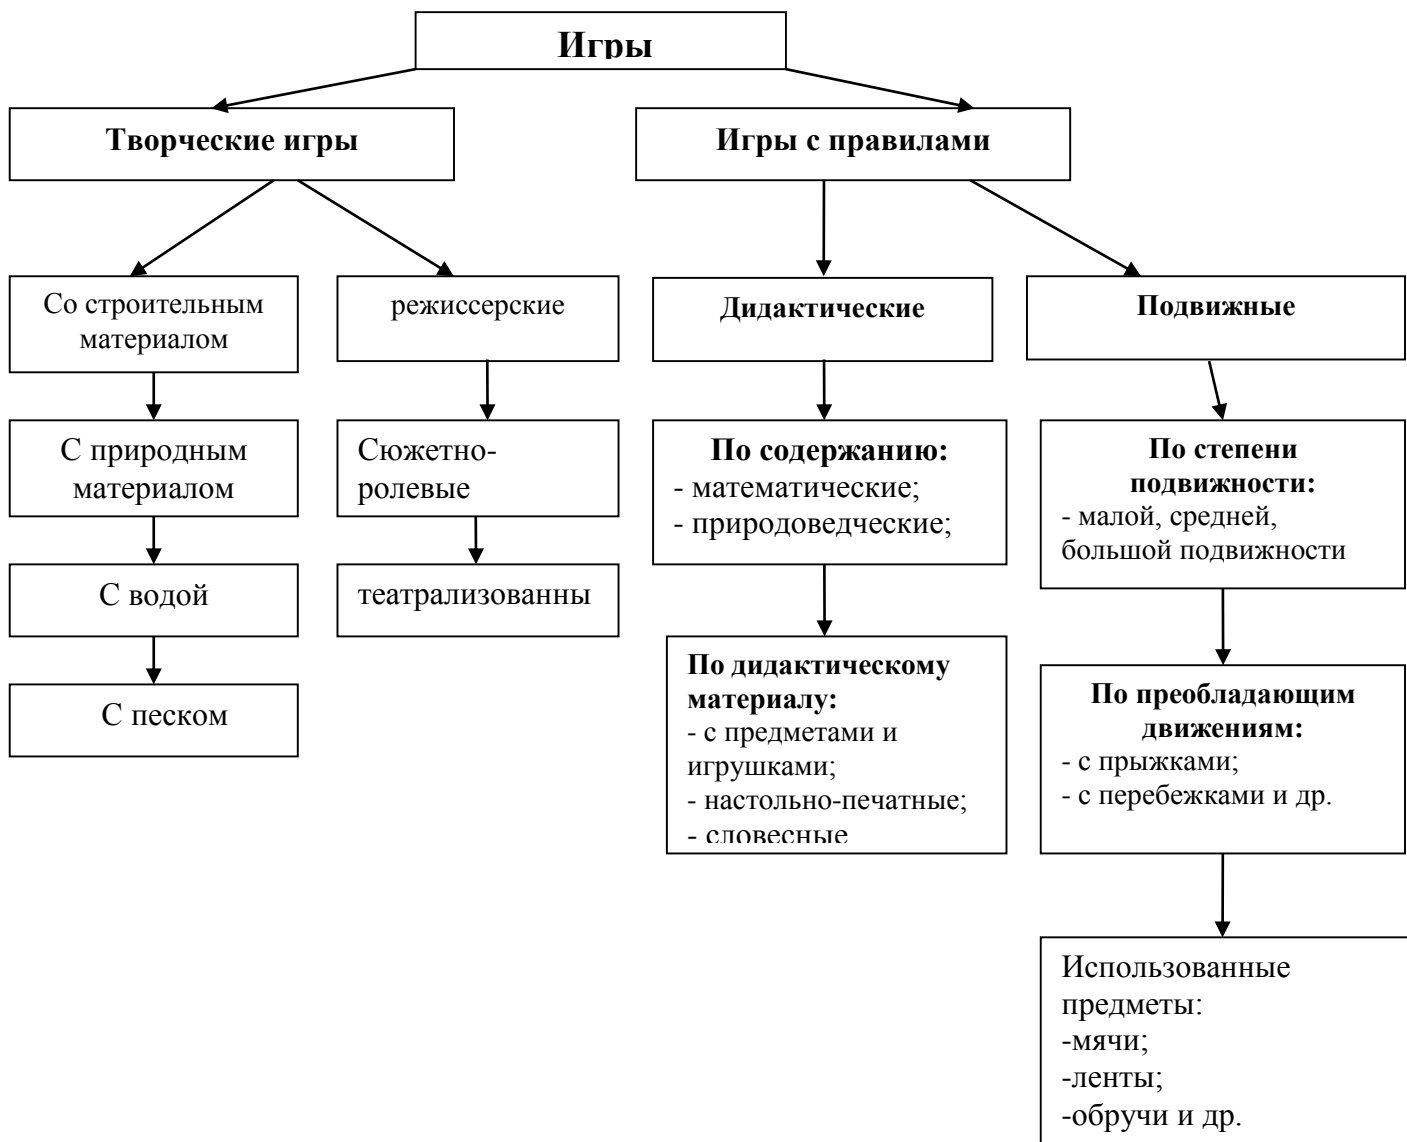 Игры
Творческие игры
Игры с правилами
Со строительным
материалом
режиссерские
Дидактические
Подвижные
С природным
материалом
Сюжетно-
ролевые
По содержанию:
- математические;
- природоведческие;
По степени
подвижности:
- малой, средней,
большой подвижности
С водой
театрализованны
По дидактическому
материалу:
- с предметами и
игрушками;
- настольно-печатные;
- словесные
По преобладающим
движениям:
- с прыжками;
- с перебежками и др.
С песком
Использованные
предметы:
-мячи;
-ленты;
-обручи и др.